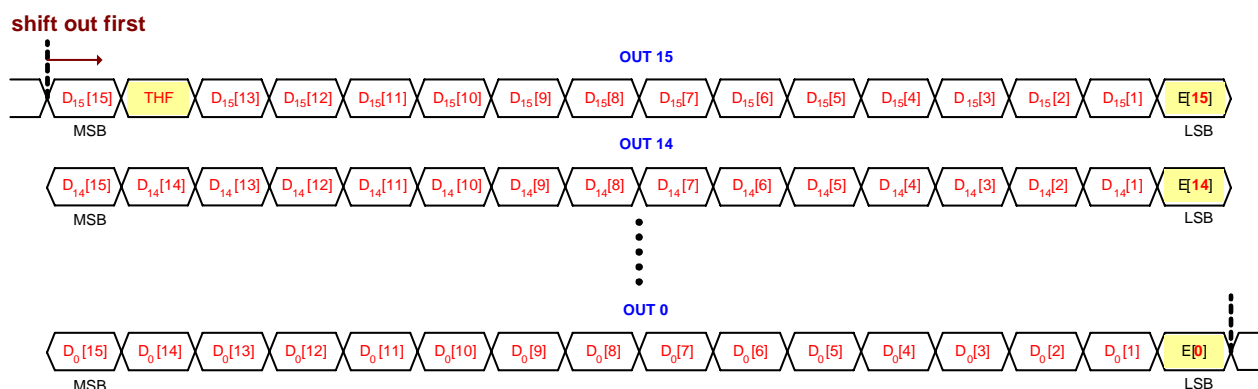 shift out first
OUT 15
D15[15] THF D15[13] D15[12] D15[11] D15[10] D15[9] D15[8] D15[7] D15[6] D15[5] D15[4] D15[3] D15[2] D15[1] E[15]
MSB LSB
OUT 14
D14[15] D14[14] D14[13] D14[12] D14[11] D14[10] D14[9] D14[8] D14[7] D14[6] D14[5] D14[4] D14[3] D14[2] D14[1] E[14]
MSB LSB
OUT 0
D0[15] D0[14] D0[13] D0[12] D0[11] D0[10] D0[9] D0[8] D0[7] D0[6] D0[5] D0[4] D0[3] D0[2] D0[1] E[0]
MSB LSB